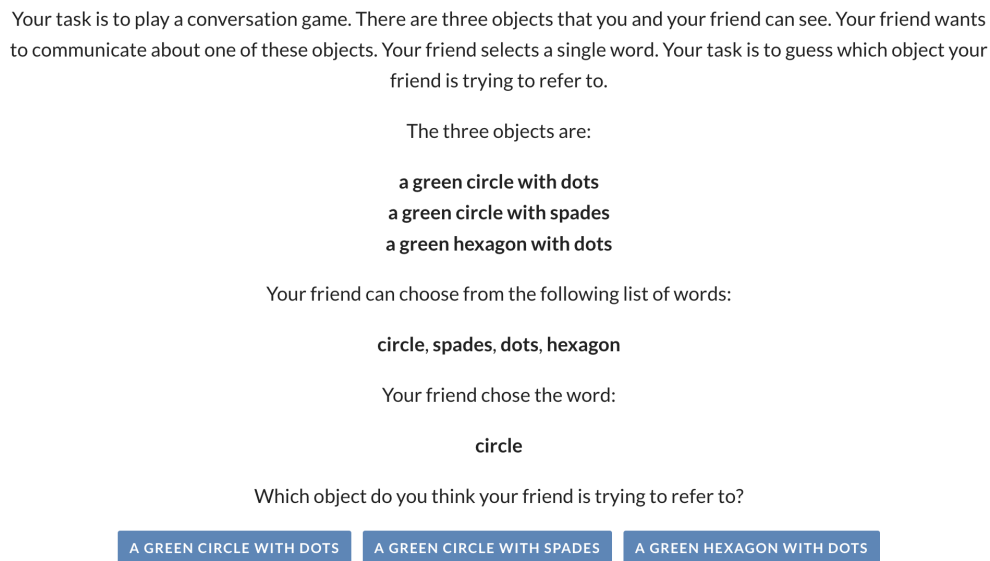 Your task is to play a conversation game. There are three objects that you and your friend can see. Your friend wants
to communicate about one of these objects. Your friend selects a single word. Your task is to guess which object your
friend is trying to refer to.
The three objects are:
a green circle with dots
a green circle with spades
a green hexagon with dots
Your friend can choose from the following list of words:
circle, spades, dots, hexagon
Your friend chose the word:
circle
Which object do you think your friend is trying to refer to?
A GREEN CIRCLE WITH DOTS A GREEN CIRCLE WITH SPADES A GREEN HEXAGON WITH DOTS